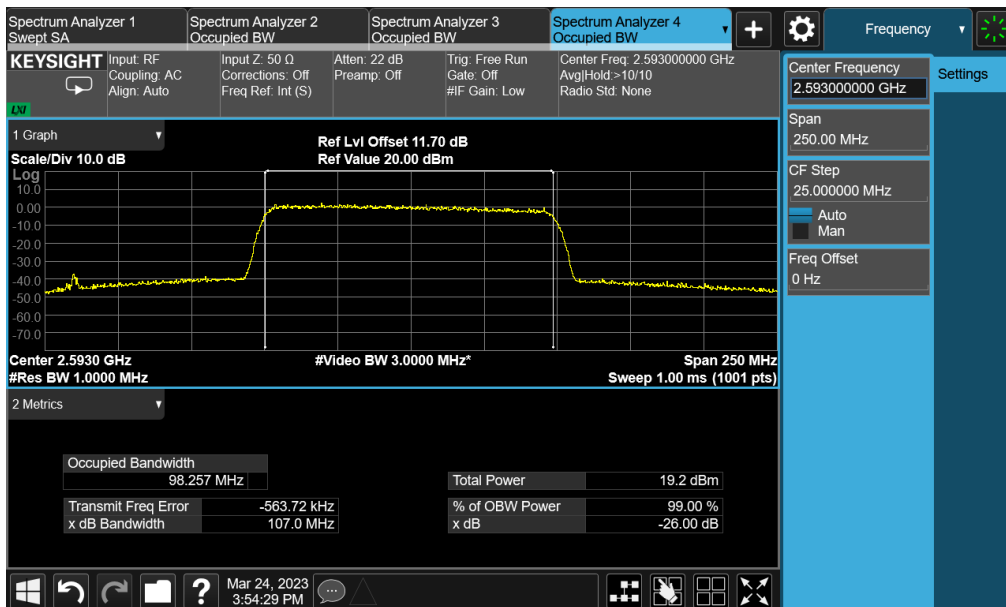 Spectrum Analyzer 1
Swept SA
Spectrum Analyzer 2
Occupied BW
Spectrum Analyzer 3
Occupied BW
Spectrum Analyzer 4
Occupied BW
+
Frequency
KEYSIGHT
LXI
Input: RF
Coupling: AC
Align: Auto
Input Z: 50 Ω
Corrections: Off
Freq Ref: Int (S)
Atten: 22 dB
Preamp: Off
Trig: Free Run
Gate: Off
#IF Gain: Low
Center Freq: 2.593000000 GHz
Avg|Hold:>10/10
Radio Std: None
Center Frequency
2.593000000 GHz
Settings
Span
250.00 MHz
CF Step
25.000000 MHz
Auto
Man
Freq Offset
0 Hz
1 Graph
Scale/Div 10.0 dB
Ref Lvl Offset 11.70 dB
Ref Value 20.00 dBm
Log
10.0
0.00
-10.0
-20.0
-30.0
-40.0
-50.0
-60.0
-70.0
Center 2.5930 GHz
#Video BW 3.0000 MHz*
Span 250 MHz
#Res BW 1.0000 MHz
Sweep 1.00 ms (1001 pts)
2 Metrics
Occupied Bandwidth
98.257 MHz
Total Power 19.2 dBm
Transmit Freq Error -563.72 kHz
% of OBW Power 99.00 %
x dB Bandwidth 107.0 MHz
x dB -26.00 dB
?
Mar 24, 2023
3:54:29 PM